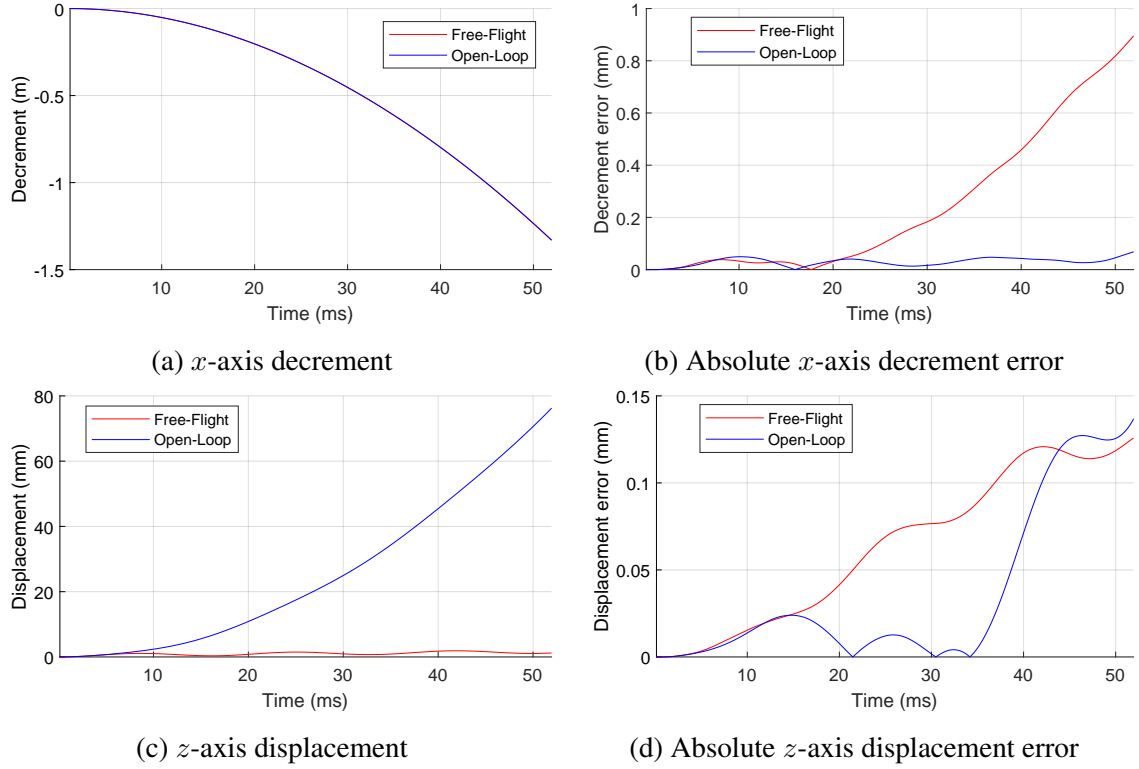 0
-0.5
-1
-1.5
Decrement (m)
10 20 30 40 50
Time (ms)
Free-Flight
Open-Loop
(a) x-axis decrement
1
0.8
0.6
0.4
0.2
0
Decrement error (mm)
10 20 30 40 50
Time (ms)
Free-Flight
Open-Loop
(b) Absolute x-axis decrement error
80
60
40
20
0
Displacement (mm)
10 20 30 40 50
Time (ms)
Free-Flight
Open-Loop
(c) z-axis displacement
0.15
0.1
0.05
0
Displacement error (mm)
10 20 30 40 50
Time (ms)
Free-Flight
Open-Loop
(d) Absolute z-axis displacement error